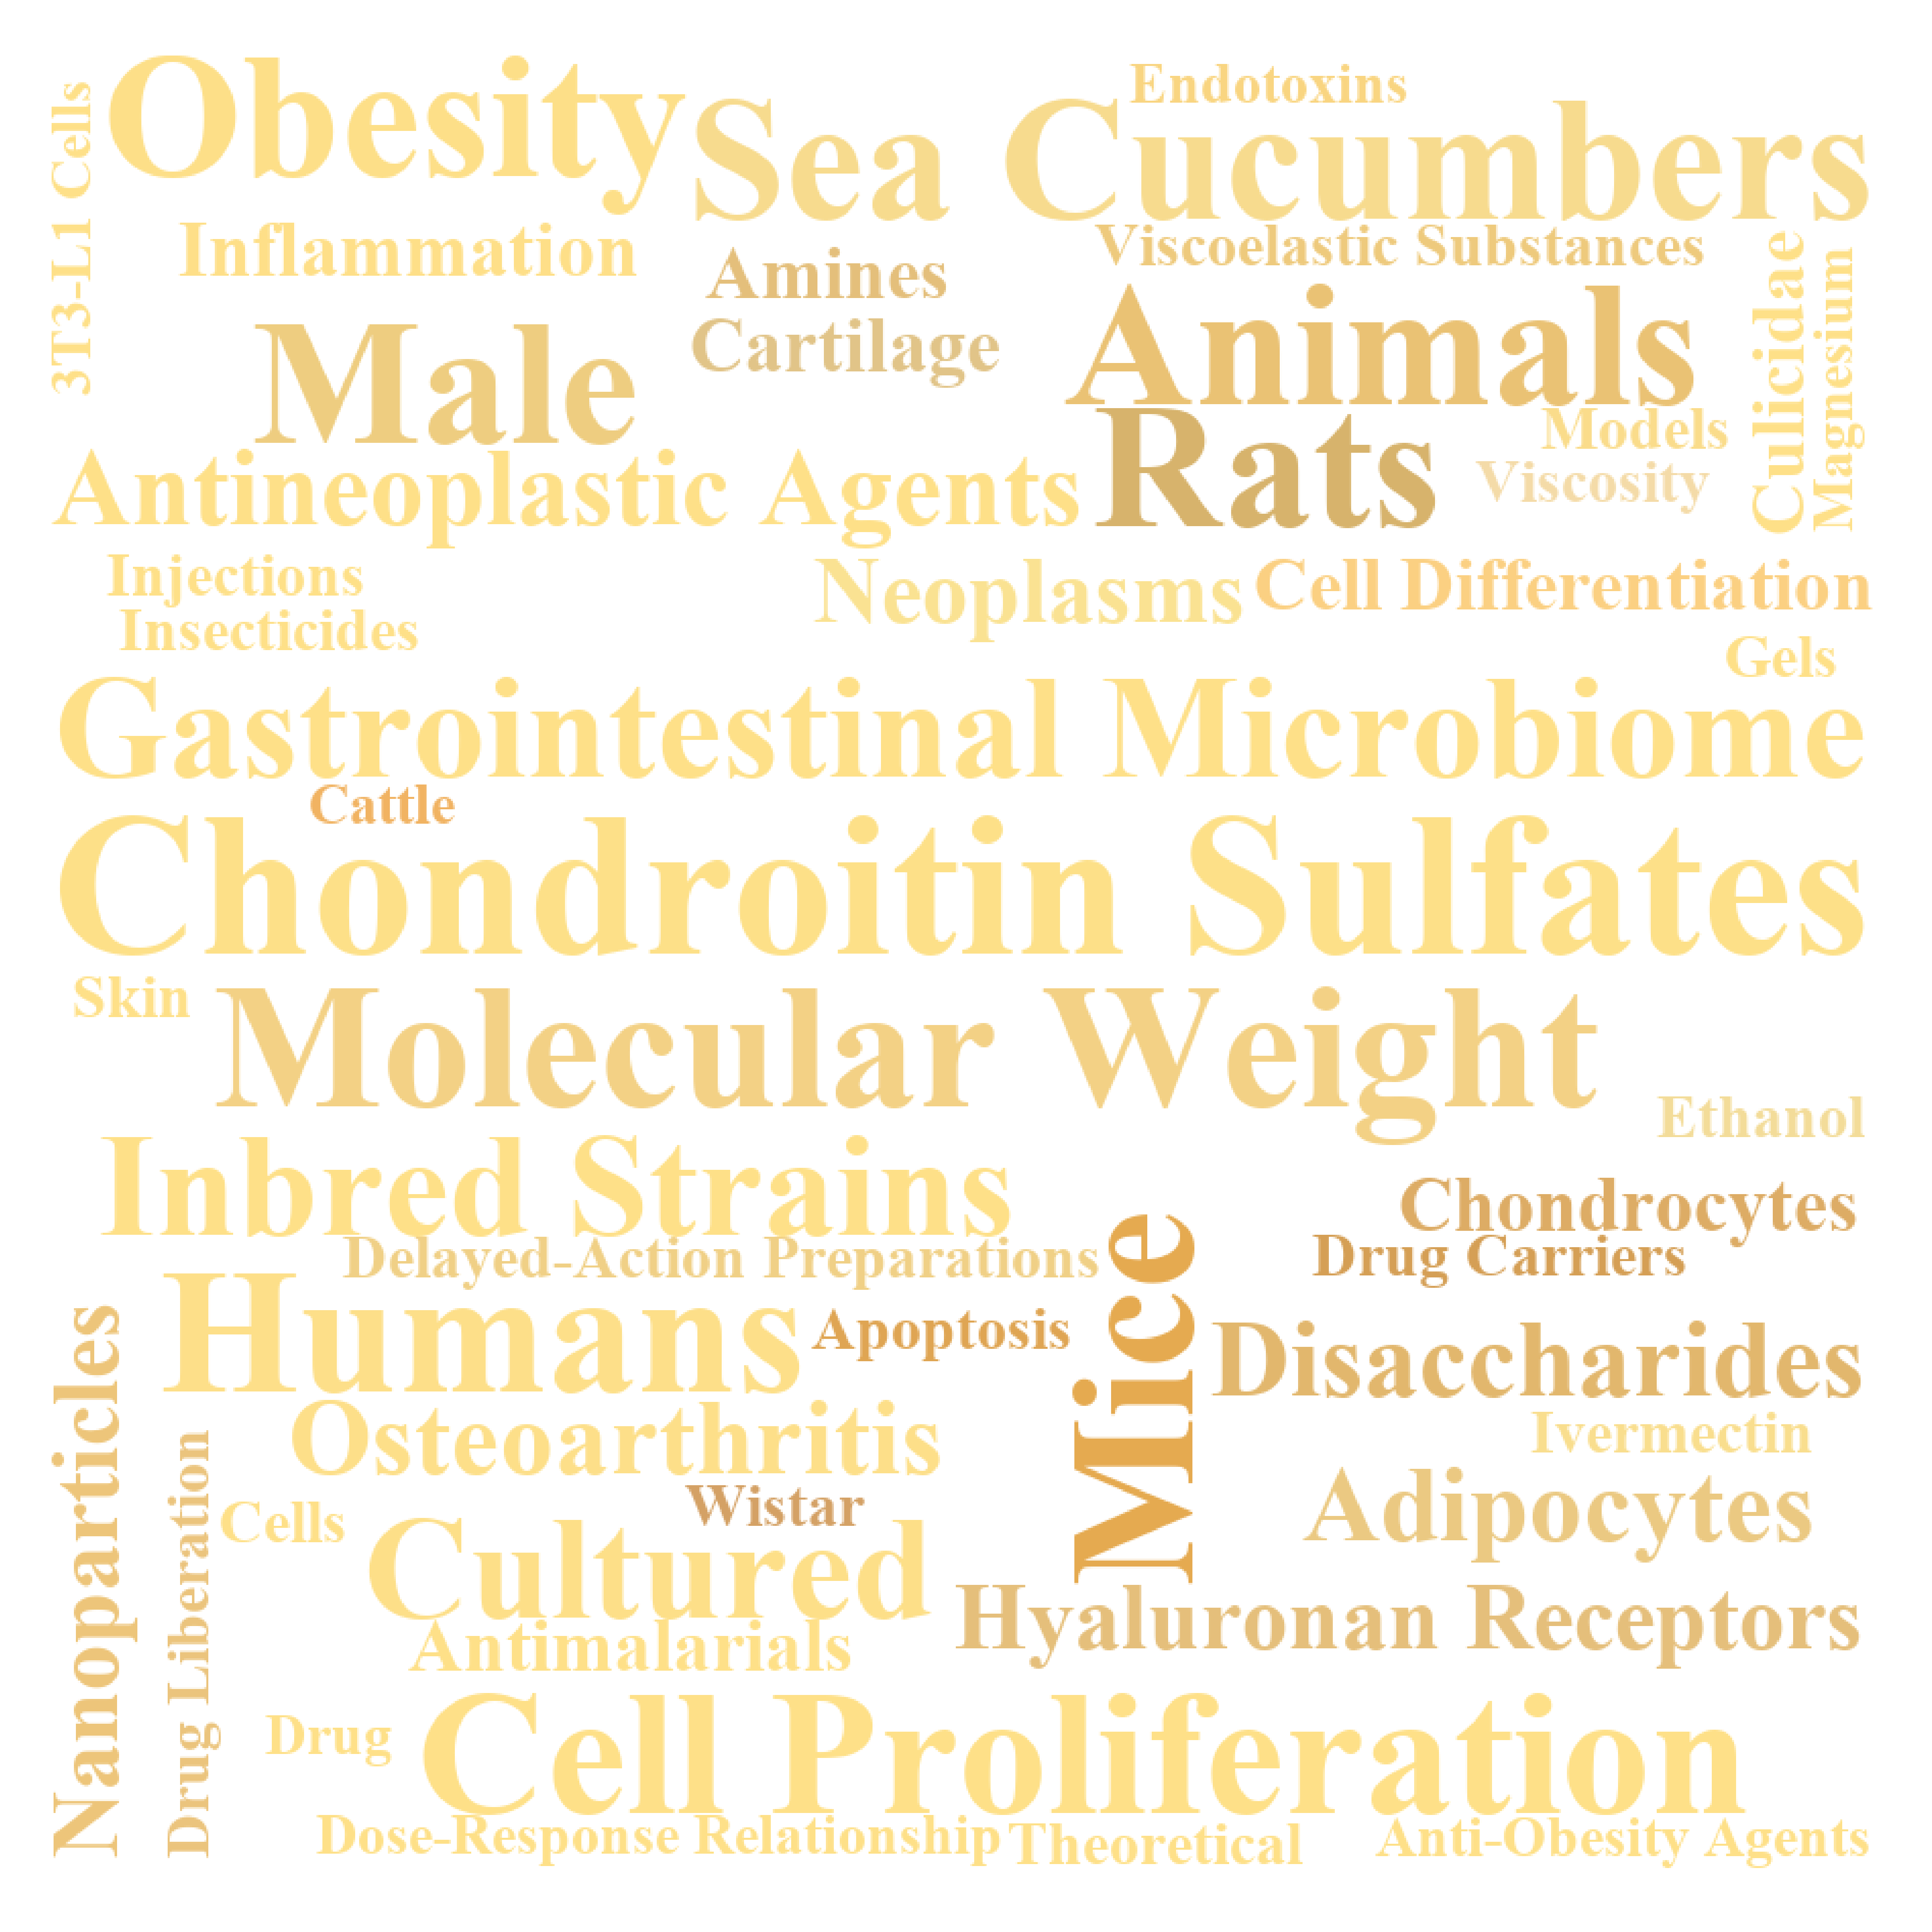 Obesity
Sea Cucumbers
Endotoxins
3T3-L1 Cells
Inflammation
Amines
Viscoelastic Substances
Male
Cartilage
Animals
Culicidae
Magnesium
Rats
Models
Viscosity
Antineoplastic Agents
Injections
Neoplasms
Cell Differentiation
Insecticides
Gels
Gastrointestinal Microbiome
Cattle
Chondroitin Sulfates
Skin
Molecular Weight
Ethanol
Inbred Strains
Chondrocytes
Delayed-Action Preparations
Drug Carriers
Mice
Humans
Apoptosis
Disaccharides
Nanoparticles
Drug Liberation
Osteoarthritis
Ivermectin
Wistar
Cells
Cultured
Adipocytes
Antimalarials
Hyaluronan Receptors
Drug
Cell Proliferation
Dose-Response Relationship
Theoretical
Anti-Obesity Agents